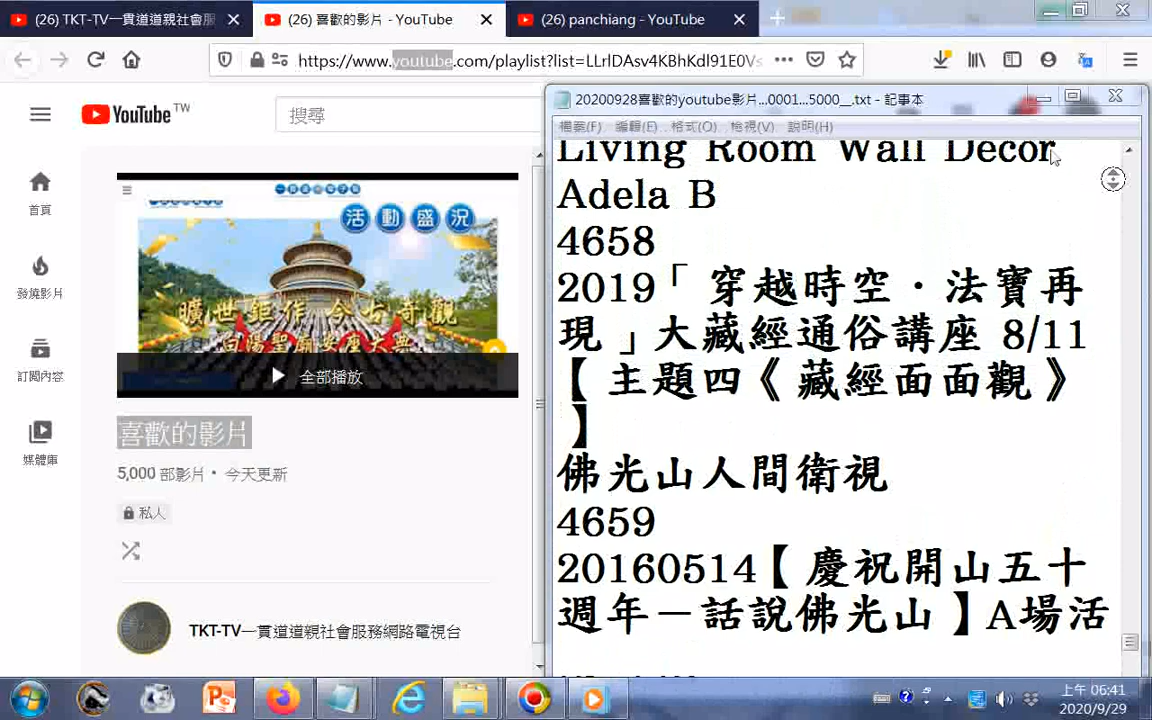 (26) TKT-TV一貫道道親社會服
(26) 喜歡的影片 - YouTube
(26) panchiang - YouTube
https://www.youtube.com/playlist?list=LLrlDAsv4KBhKdl91E0Vs
YouTube TW
搜尋
首頁
發燒影片
訂閱內容
媒體庫
活動盛況
曠世鉅作 今古奇觀
白陽聖廟安座大典
全部播放
喜歡的影片
5,000 部影片・今天更新
私人
TKT-TV一貫道道親社會服務網路電視台
20200928喜歡的youtube影片...0001...5000__.txt - 記事本
檔案(F) 編輯(E) 格式(O) 檢視(V) 說明(H)
Living Room Wall Decor
Adela B
4658
2019「 穿越時空・法寶再
現 」大藏經通俗講座 8/11
【 主題四《 藏經面面觀 》
】
佛光山人間衛視
4659
20160514【 慶祝開山五十
週年－話說佛光山 】A場活
上午 06:41
2020/9/29